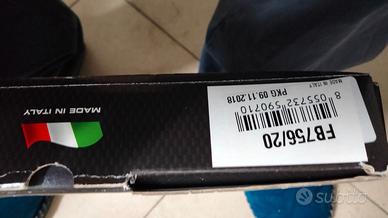 FB756/20
8 055732 590710
PKG 09.11.2018
MADE IN ITALY
MADE IN ITALY
subito